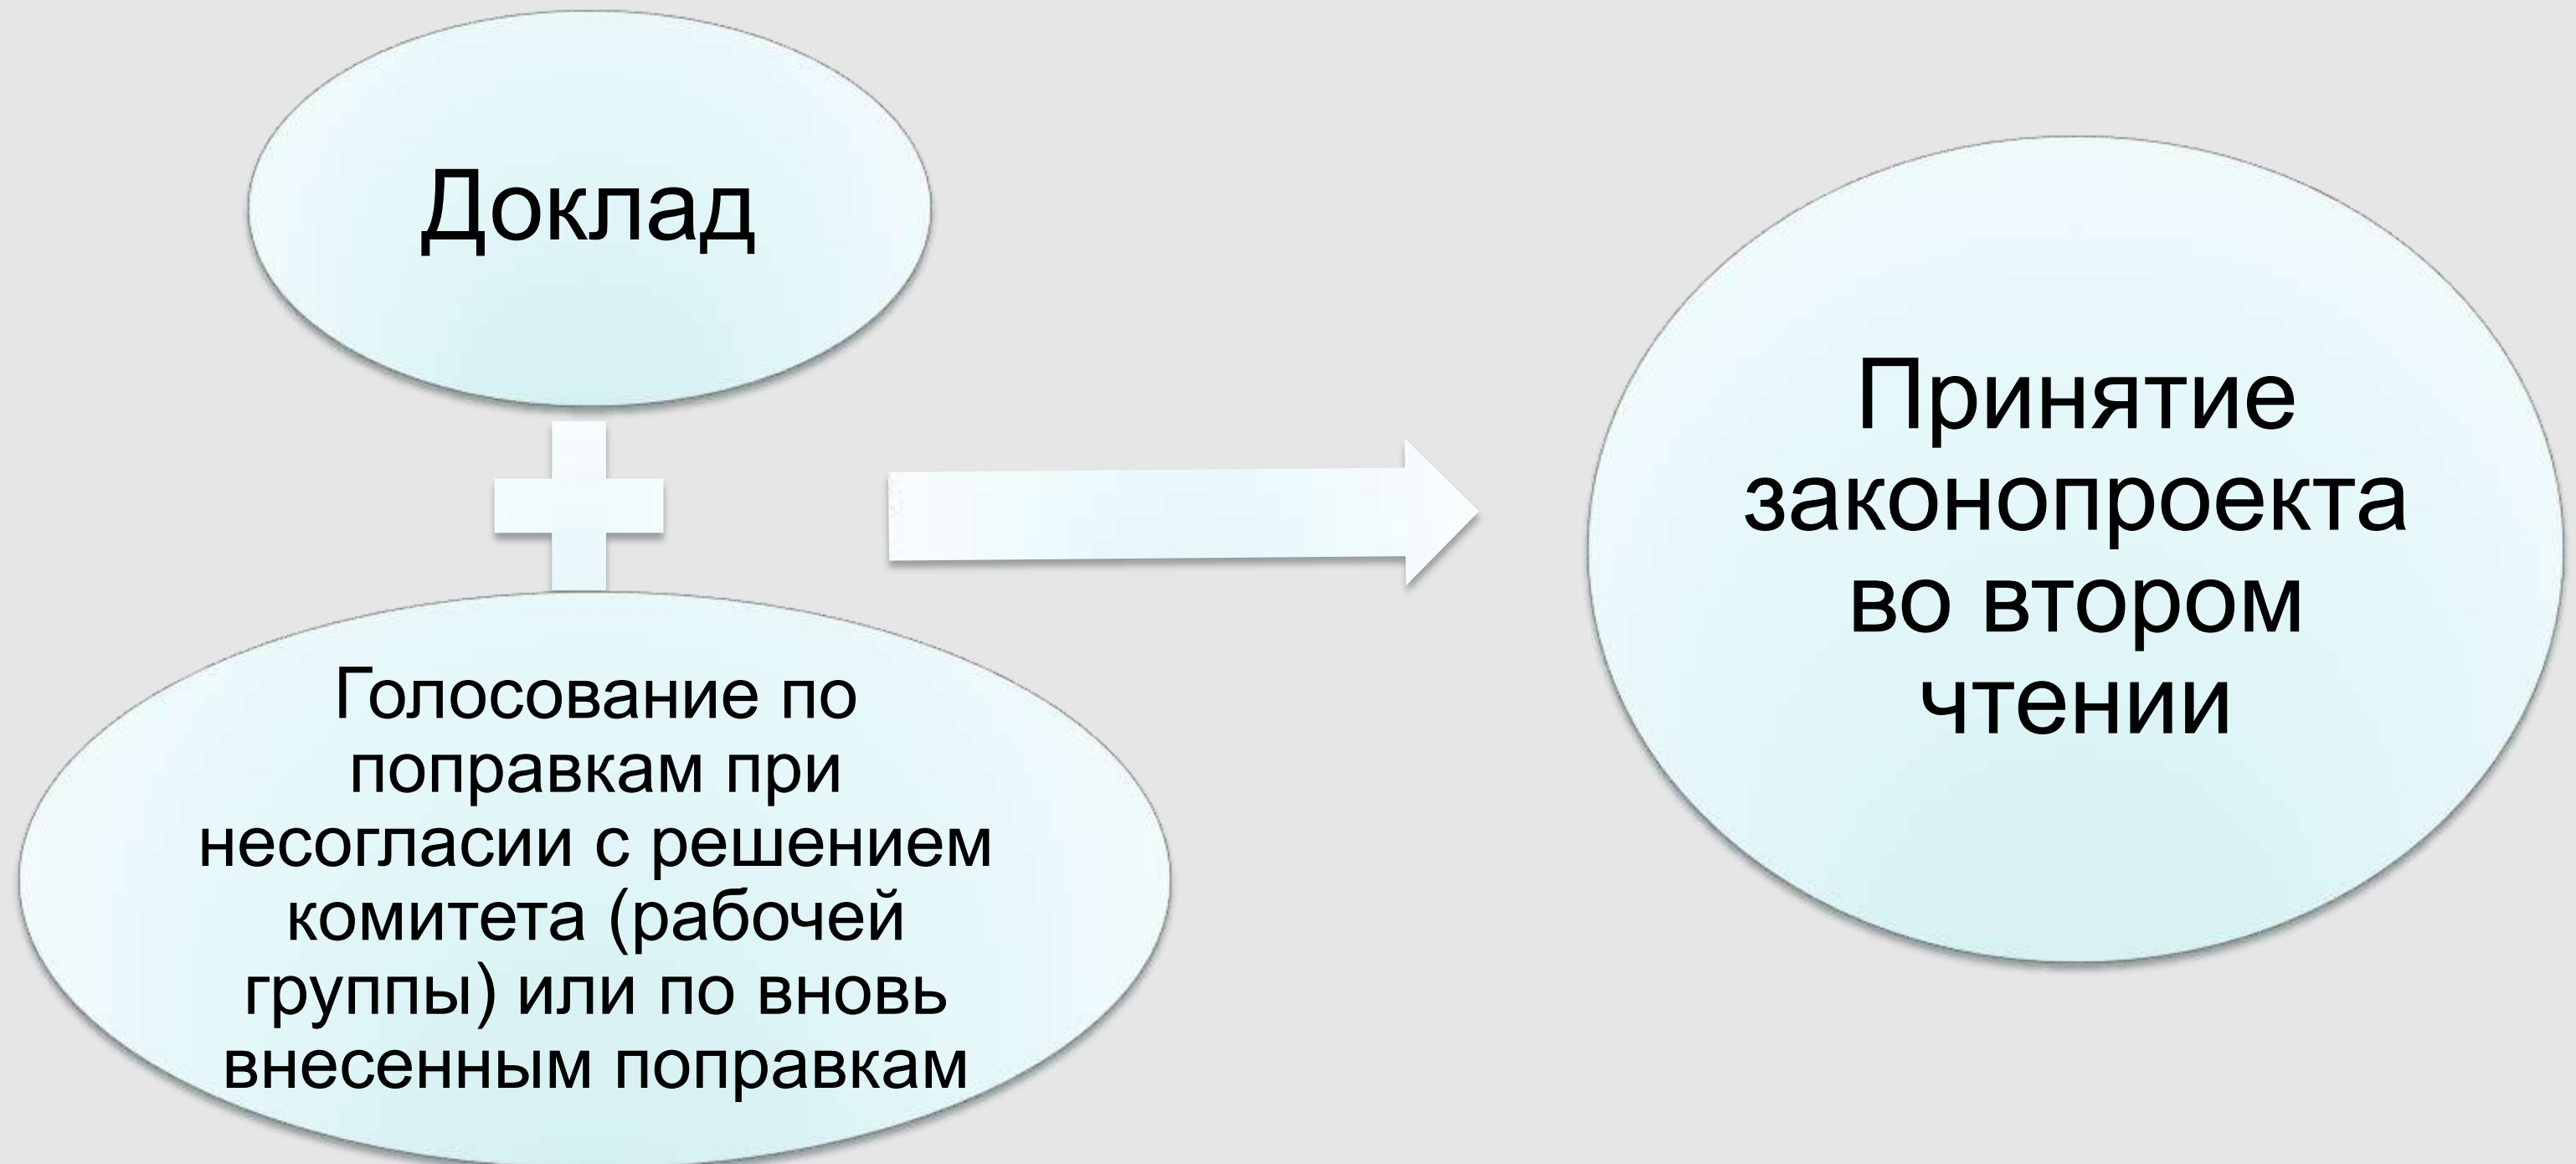 Доклад
Голосование по
поправкам при
несогласии с решением
комитета (рабочей
группы) или по вновь
внесенным поправкам
Принятие
законопроекта
во втором
чтении